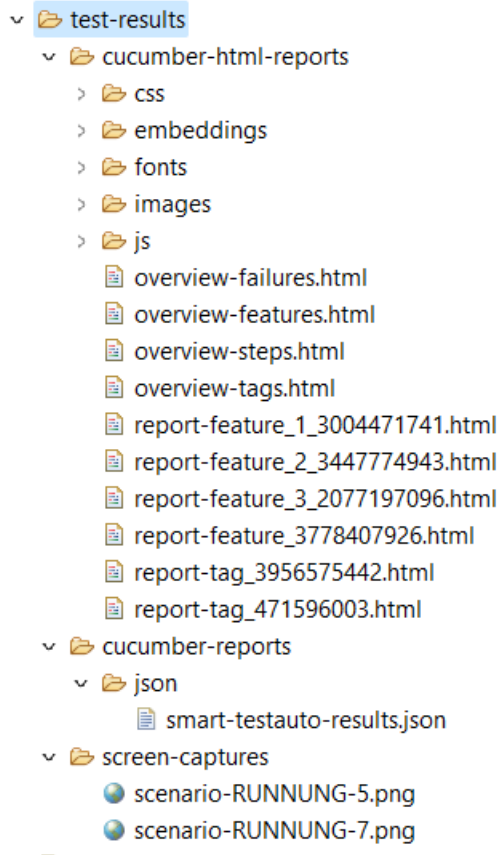 test-results
cucumber-html-reports
css
embeddings
fonts
images
js
overview-failures.html
overview-features.html
overview-steps.html
overview-tags.html
report-feature_1_3004471741.html
report-feature_2_3447774943.html
report-feature_3_2077197096.html
report-feature_3778407926.html
report-tag_3956575442.html
report-tag_471596003.html
cucumber-reports
json
smart-testauto-results.json
screen-captures
scenario-RUNNUNG-5.png
scenario-RUNNUNG-7.png